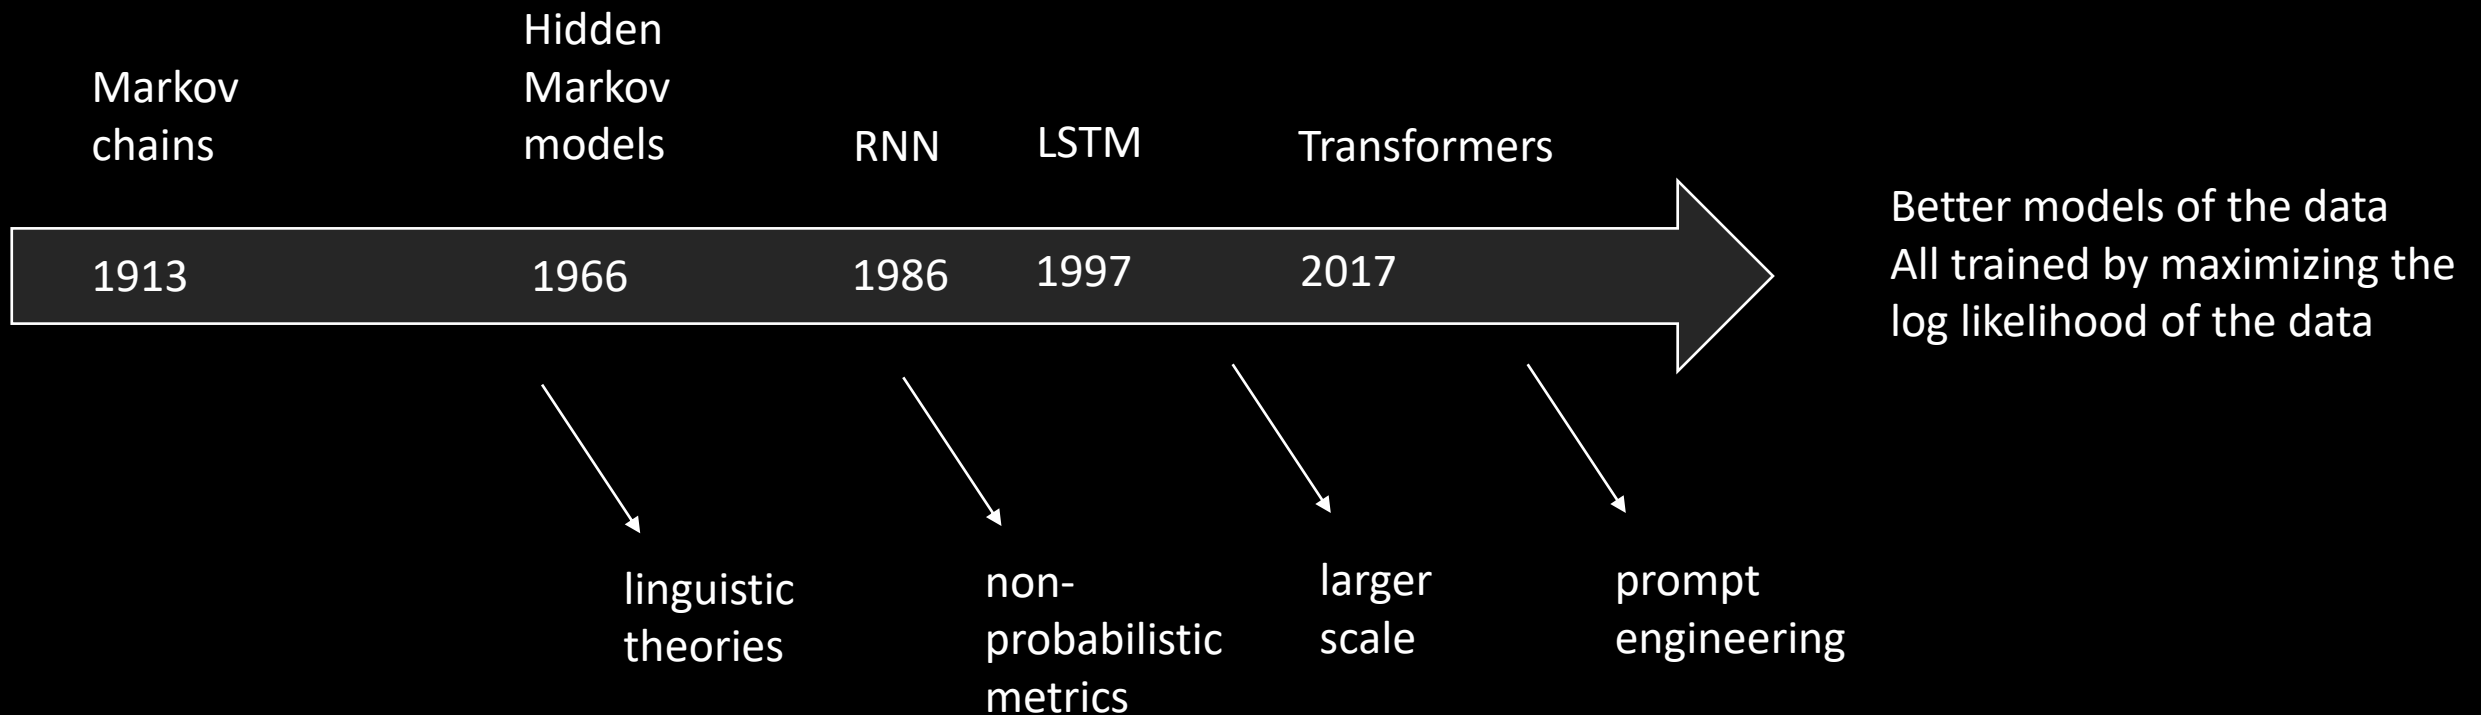 Markov
chains
Hidden
Markov
models
RNN
LSTM
Transformers
1913
1966
1986
1997
2017
Better models of the data
All trained by maximizing the
log likelihood of the data
linguistic
theories
non-
probabilistic
metrics
larger
scale
prompt
engineering